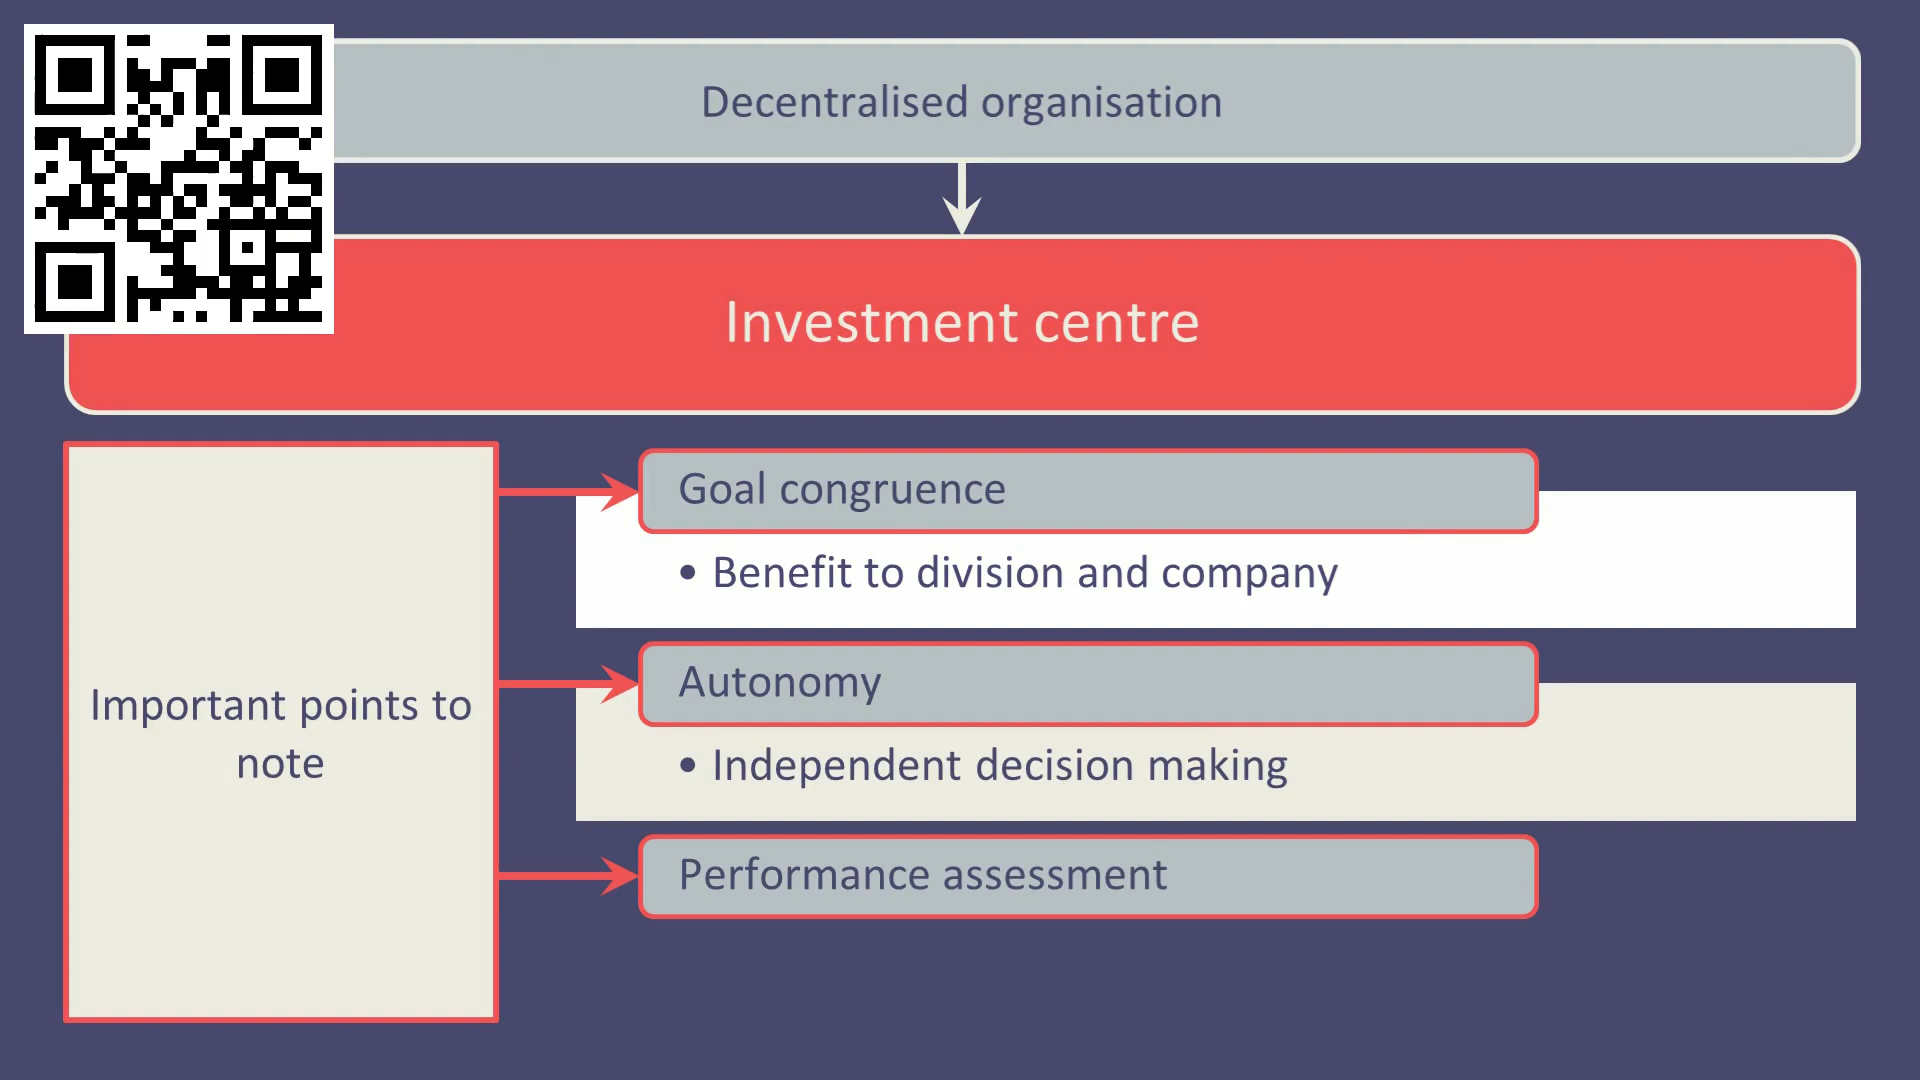 Decentralised organisation
Investment centre
Important points to
note
Goal congruence
• Benefit to division and company
Autonomy
• Independent decision making
Performance assessment